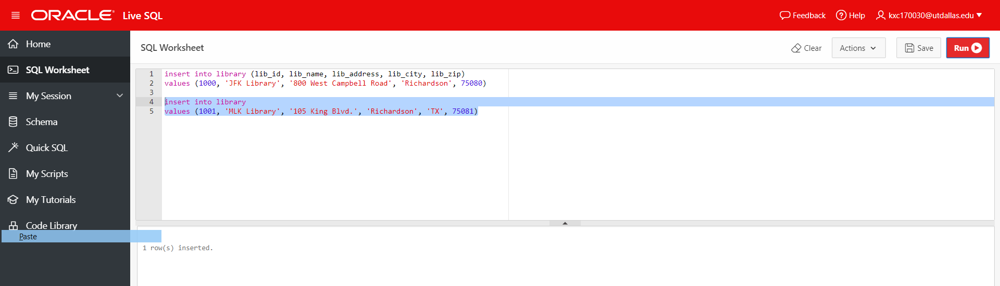 ORACLE Live SQL
Feedback Help kxc170030@utdallas.edu
Home
SQL Worksheet
My Session
Schema
Quick SQL
My Scripts
My Tutorials
Code Library
Paste
SQL Worksheet
Clear Actions Save Run
1 insert into library (lib_id, lib_name, lib_address, lib_city, lib_zip)
2 values (1000, 'JFK Library', '800 West Campbell Road', 'Richardson', 75080)
3
4 insert into library
5 values (1001, 'MLK Library', '105 King Blvd.', 'Richardson', 'TX', 75081)
1 row(s) inserted.